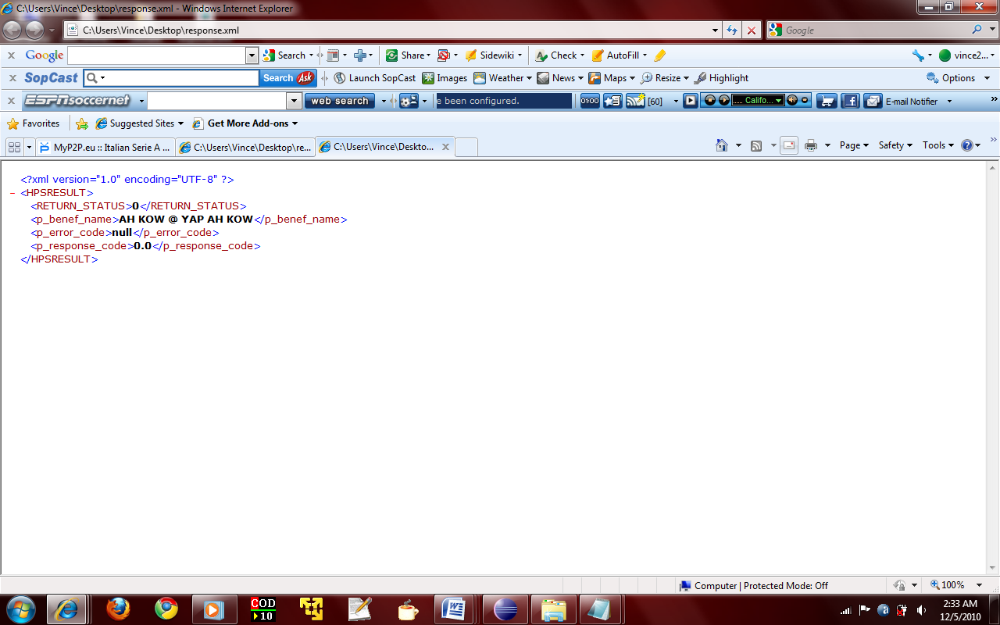 C:\Users\Vince\Desktop\response.xml - Windows Internet Explorer
C:\Users\Vince\Desktop\response.xml Google
x Google Search Share Sidewiki Check AutoFill vince2...
x SopCast Search Ask Launch SopCast Images Weather News Maps Resize Highlight Options
x ESPNsoccernet web search e been configured. 01:00 [60] ..... Califo... E-mail Notifier »
Favorites Suggested Sites Get More Add-ons
MyP2P.eu :: Italian Serie A ... C:\Users\Vince\Desktop\re... C:\Users\Vince\Deskto... x Page Safety Tools »
<?xml version="1.0" encoding="UTF-8" ?>
- <HPSRESULT>
<RETURN_STATUS>0</RETURN_STATUS>
<p_benef_name>AH KOW @ YAP AH KOW</p_benef_name>
<p_error_code>null</p_error_code>
<p_response_code>0.0</p_response_code>
</HPSRESULT>
Computer | Protected Mode: Off 100%
COD
10
2:33 AM
12/5/2010